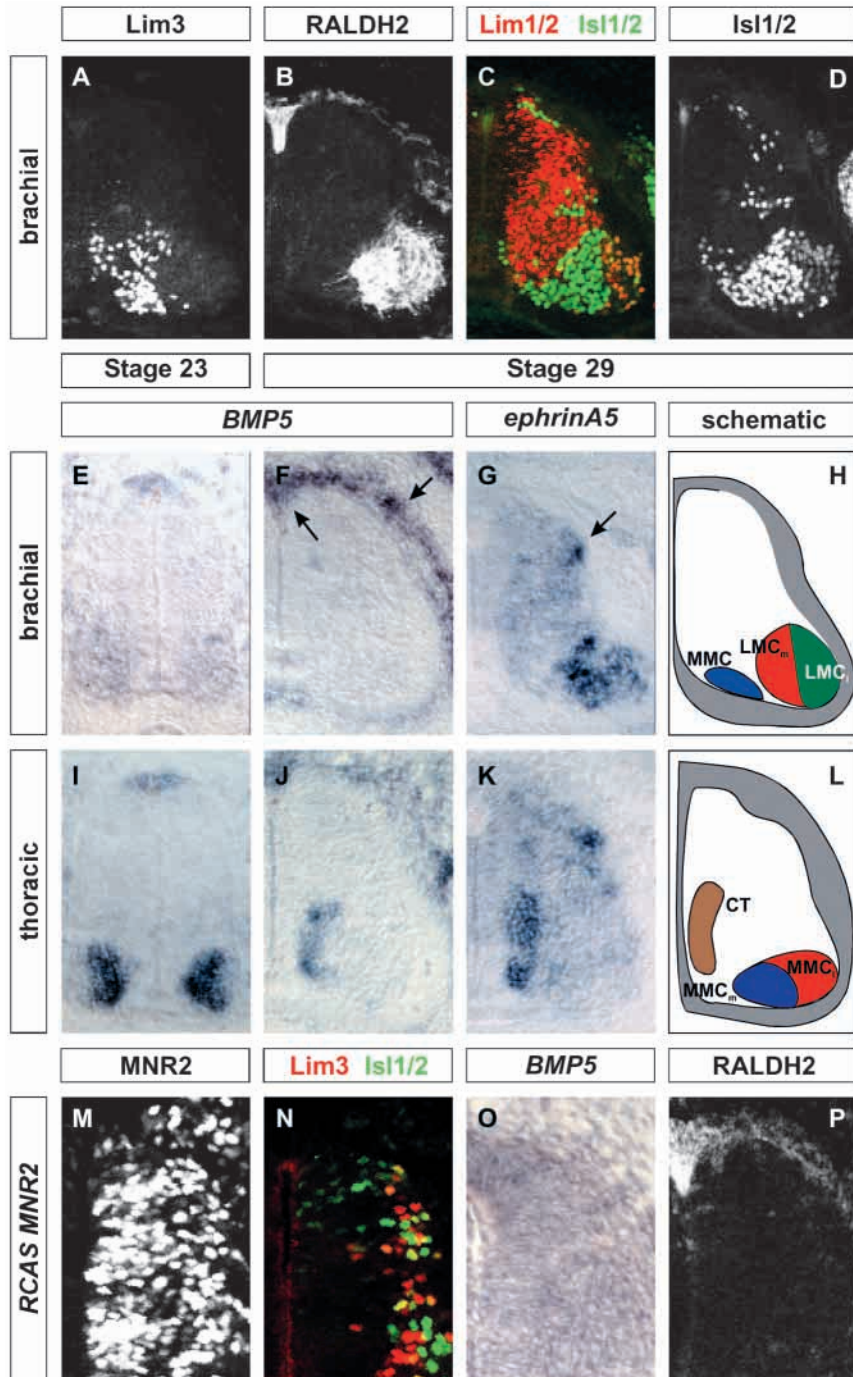 Lim3 RALDH2 Lim1/2 Isl1/2 Isl1/2
brachial
A B C D
Stage 23 Stage 29
BMP5 ephrinA5 schematic
brachial
E F G H
MMC LMCm LMCl
thoracic
I J K L
CT
MMCm MMCl
MNR2 Lim3 Isl1/2 BMP5 RALDH2
RCAS MNR2
M N O P